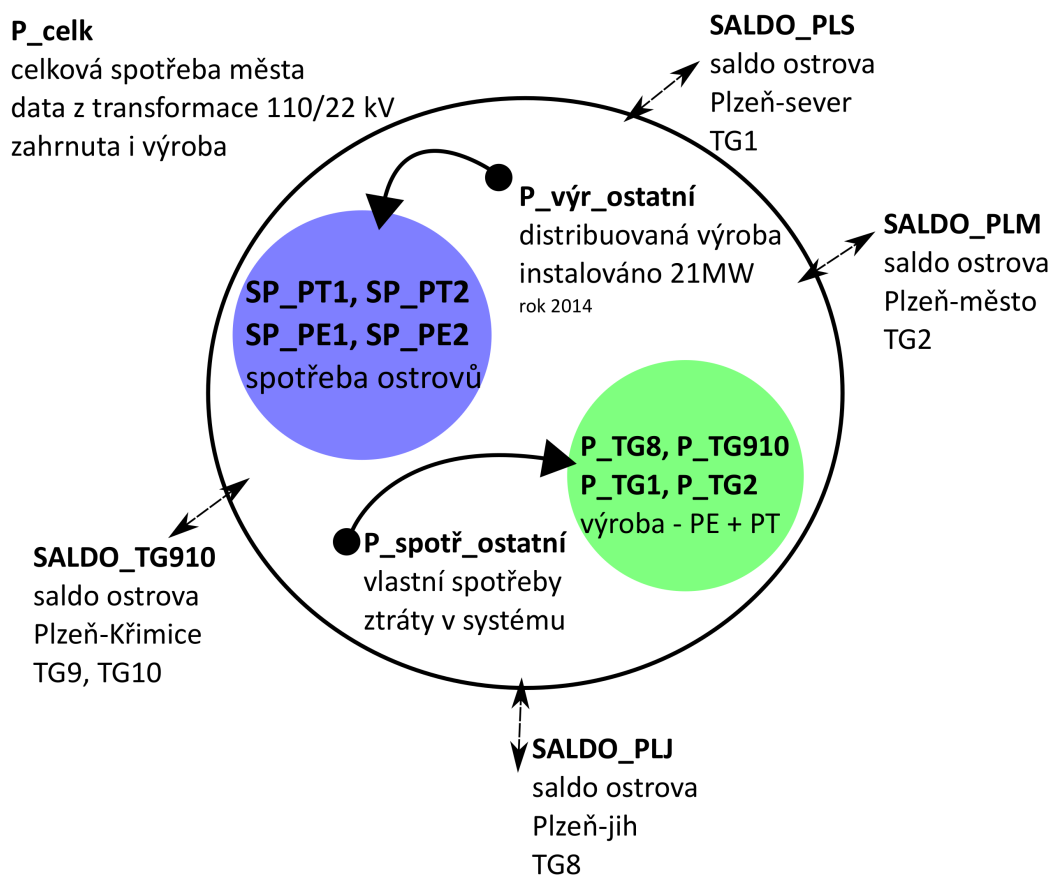 P_celk
celková spotřeba města
data z transformace 110/22 kV
zahrnuta i výroba
SALDO_PLS
saldo ostrova
Plzeň-sever
TG1
P_výr_ostatní
distribuovaná výroba
instalováno 21MW
rok 2014
SALDO_PLM
saldo ostrova
Plzeň-město
TG2
SP_PT1, SP_PT2
SP_PE1, SP_PE2
spotřeba ostrovů
P_TG8, P_TG910
P_TG1, P_TG2
výroba - PE + PT
P_spotř_ostatní
vlastní spotřeby
ztráty v systému
SALDO_TG910
saldo ostrova
Plzeň-Křimice
TG9, TG10
SALDO_PLJ
saldo ostrova
Plzeň-jih
TG8